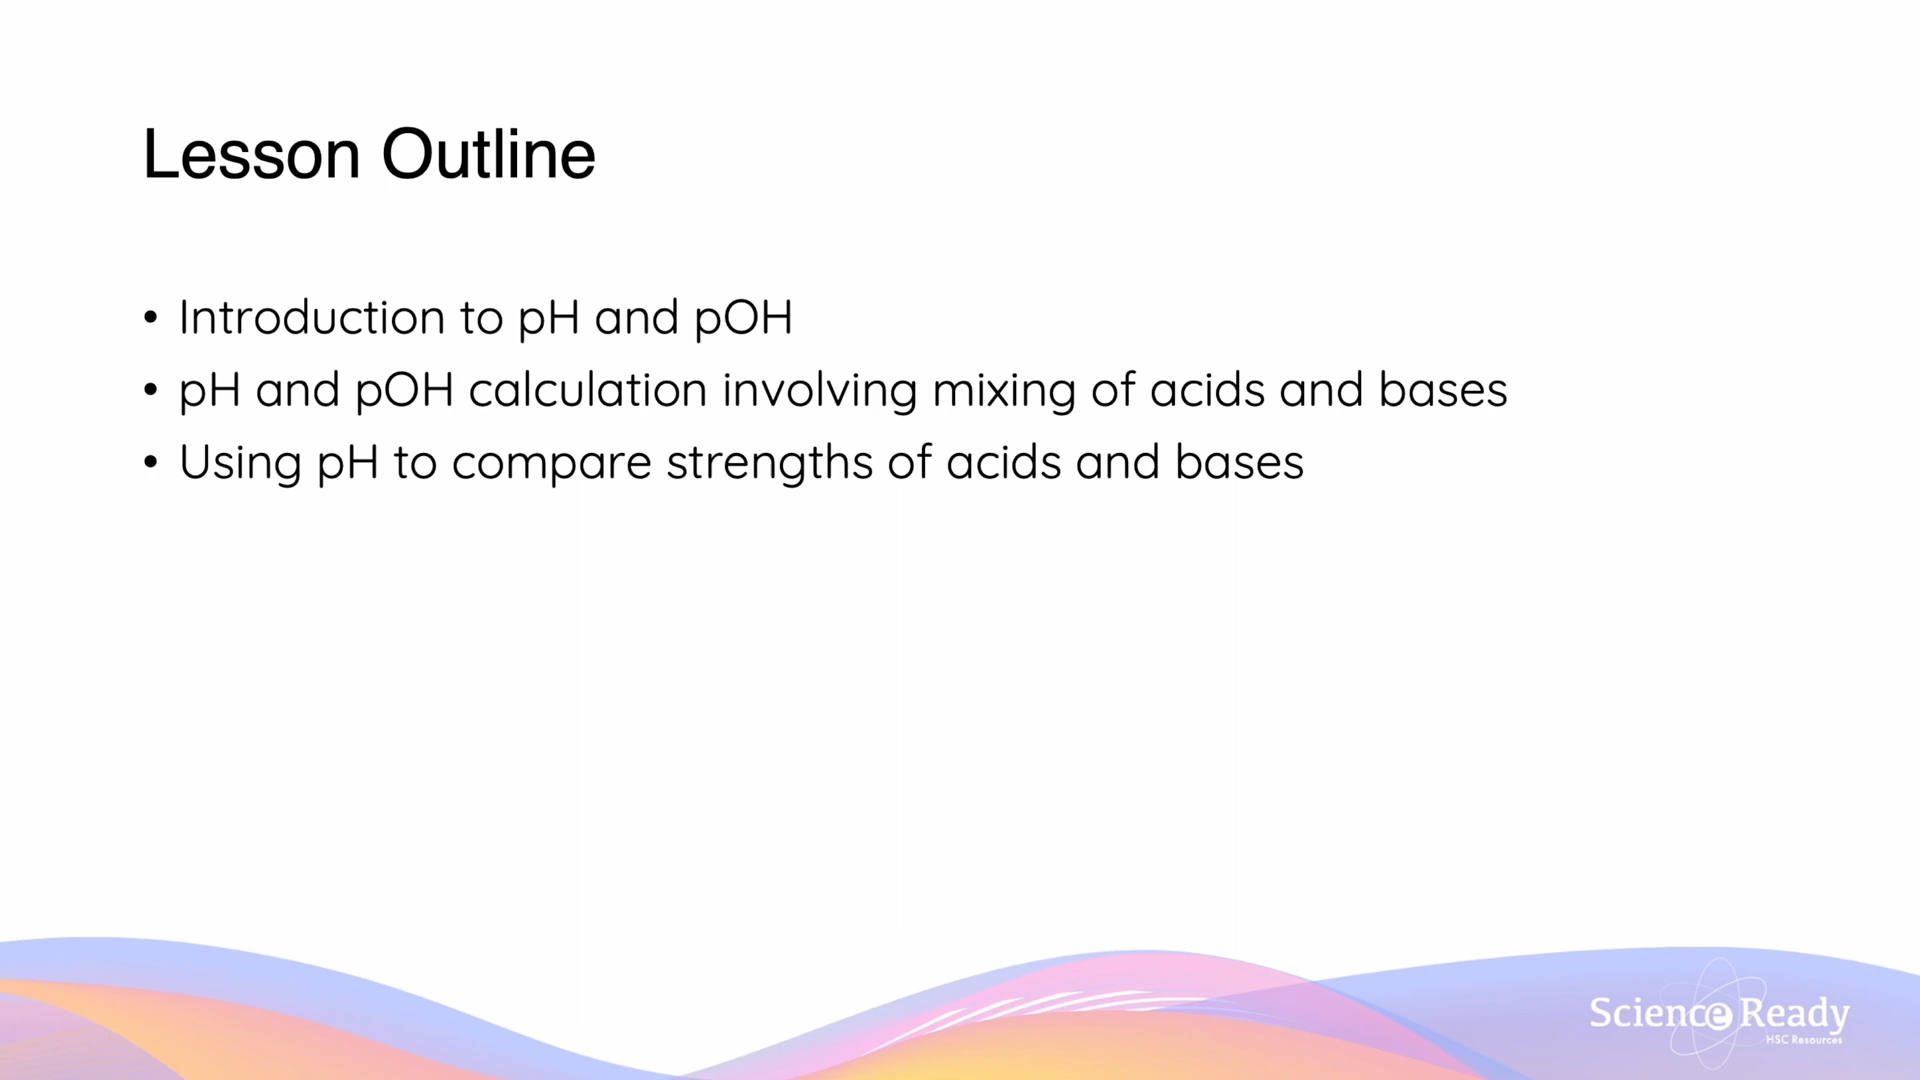 Lesson Outline
• Introduction to pH and pOH
• pH and pOH calculation involving mixing of acids and bases
• Using pH to compare strengths of acids and bases
Science Ready
HSC Resources